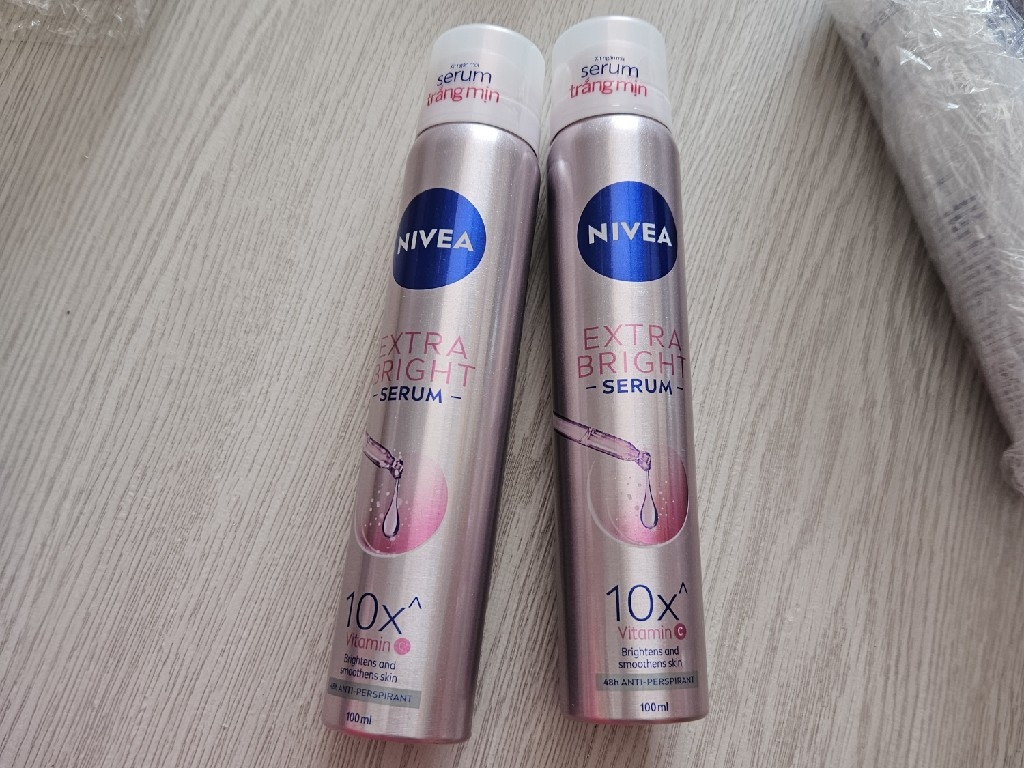 serum
trắng mịn
NIVEA
EXTRA
BRIGHT
– SERUM –
10x^
Vitamin C
Brightens and
smoothens skin
48h ANTI-PERSPIRANT
100ml
serum
trắng mịn
NIVEA
EXTRA
BRIGHT
– SERUM –
10x^
Vitamin C
Brightens and
smoothens skin
48h ANTI-PERSPIRANT
100ml